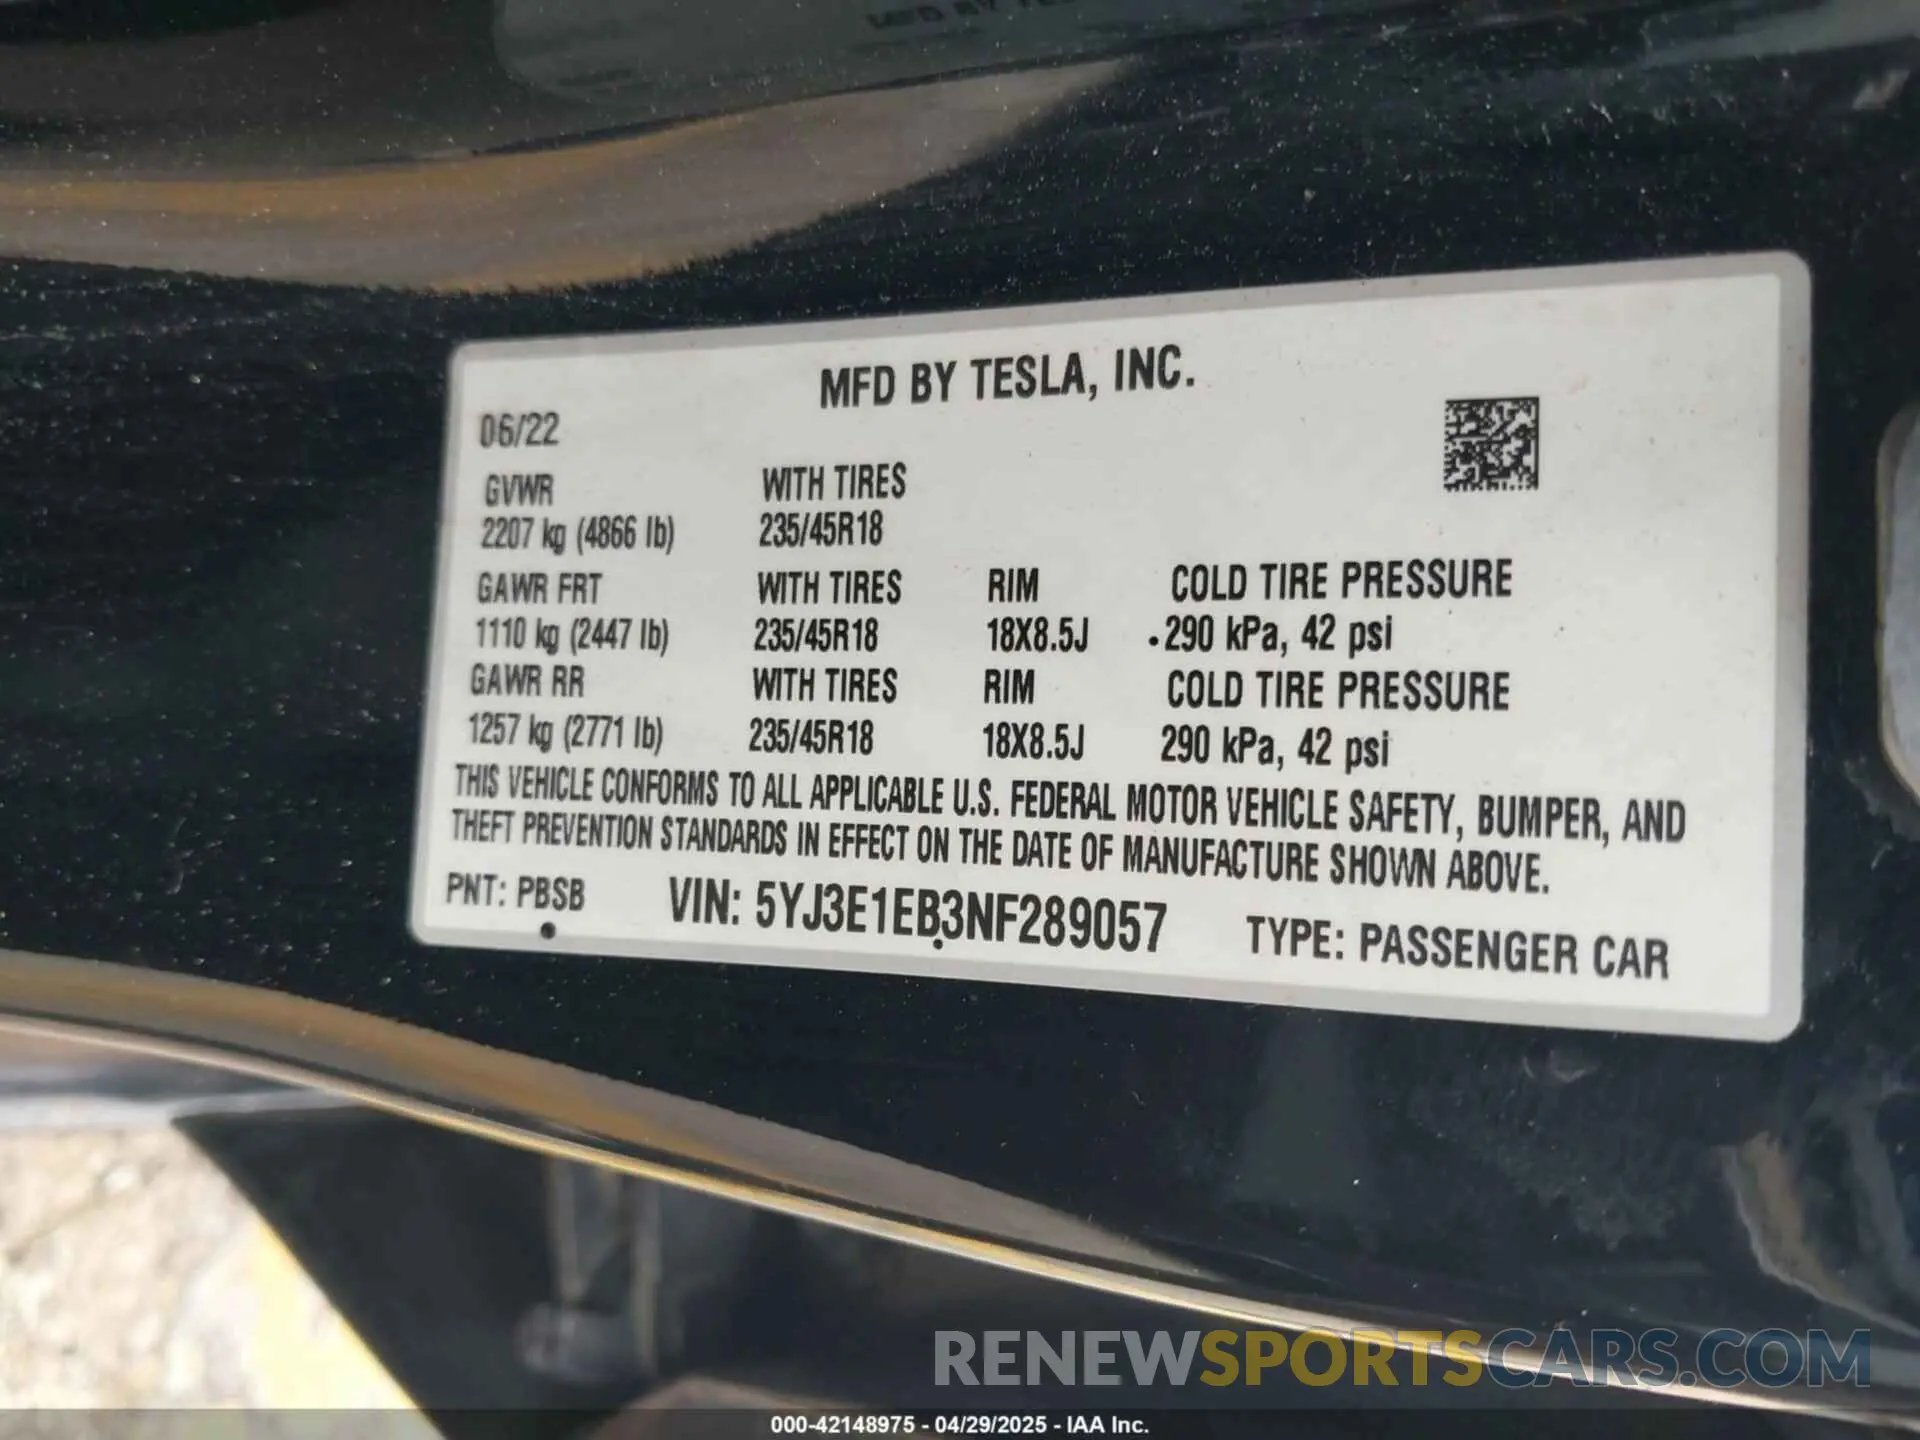 MFD BY TESLA, INC.
06/22
GVWR WITH TIRES
2207 kg (4866 lb) 235/45R18
GAWR FRT WITH TIRES RIM COLD TIRE PRESSURE
1110 kg (2447 lb) 235/45R18 18X8.5J 290 kPa, 42 psi
GAWR RR WITH TIRES RIM COLD TIRE PRESSURE
1257 kg (2771 lb) 235/45R18 18X8.5J 290 kPa, 42 psi
THIS VEHICLE CONFORMS TO ALL APPLICABLE U.S. FEDERAL MOTOR VEHICLE SAFETY, BUMPER, AND
THEFT PREVENTION STANDARDS IN EFFECT ON THE DATE OF MANUFACTURE SHOWN ABOVE.
PNT: PBSB VIN: 5YJ3E1EB3NF289057 TYPE: PASSENGER CAR
RENEWSPORTSCARS.COM
000-42148975 - 04/29/2025 - IAA Inc.